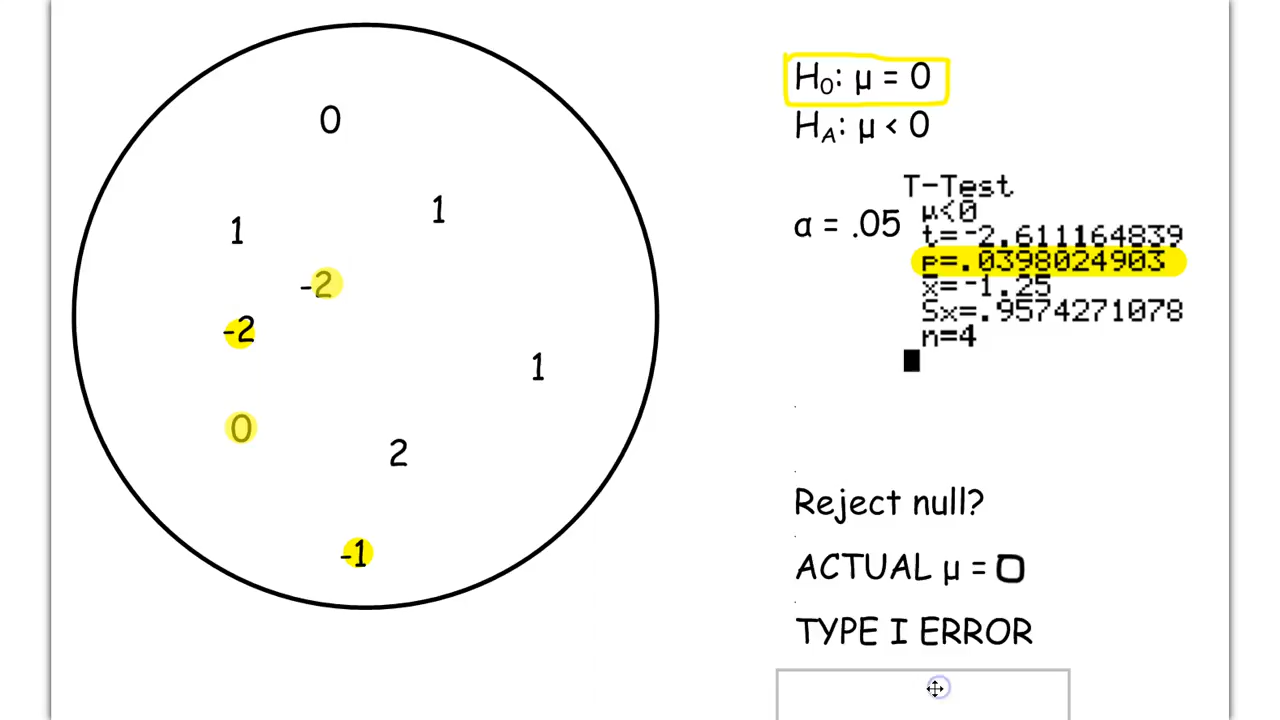 0
1
1
-2
-2
1
0
2
-1
H₀: μ = 0
Hₐ: μ < 0
α = .05
T-Test
μ<0
t=-2.611164839
p=.0398024903
x̄=-1.25
Sx=.9574271078
n=4
Reject null?
ACTUAL μ = 0
TYPE I ERROR